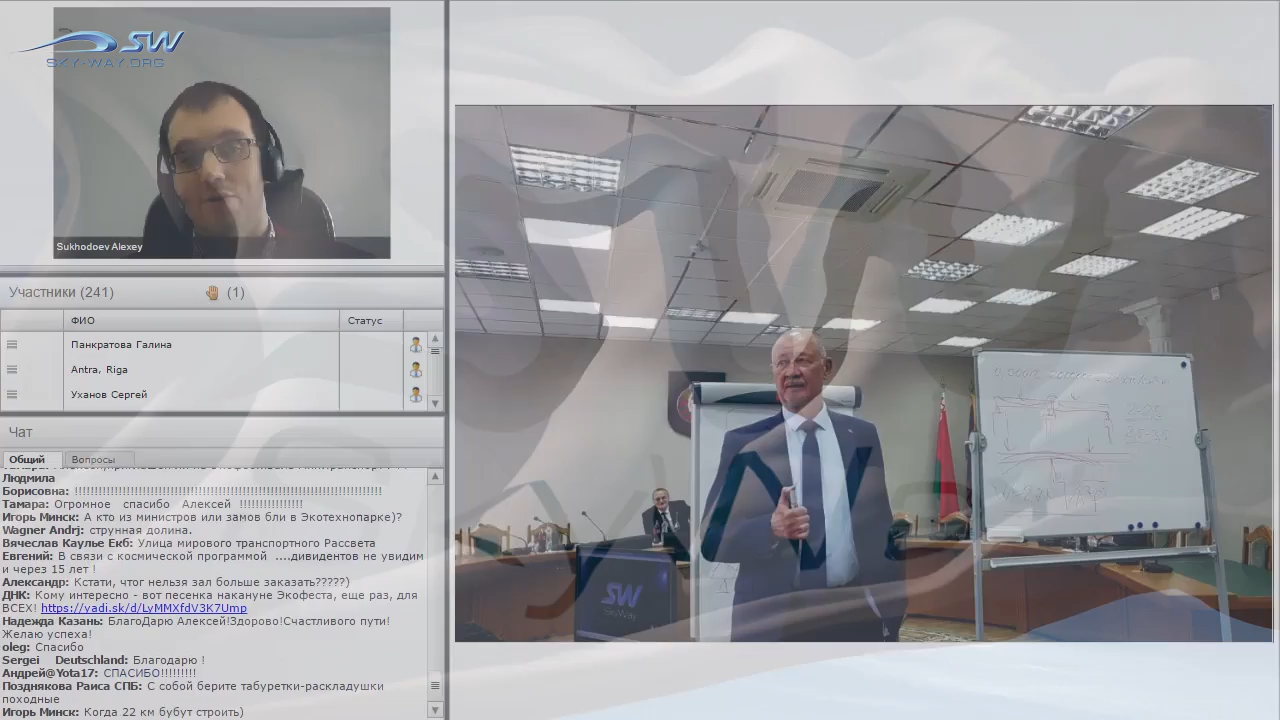 SW
SKY-WAY.ORG
Sukhodoev Alexey
Участники (241)
(1)
ФИО
Статус
Панкратова Галина
Antra, Riga
Уханов Сергей
Чат
Общий
Вопросы
Людмила
Борисовна: !!!!!!!!!!!!!!!!!!!!!!!!!!!!!!!!!!!!!!!!!!!!!!!!!!!!!!!!!!!!!!!!!!!!!!!!!!!!!
Тамара: Огромное спасибо Алексей !!!!!!!!!!!!!!!!
Игорь Минск: А кто из министров или замов бли в Экотехнопарке)?
Wagner Andrj: струнная долина.
Вячеслав Каулье Екб: Улица мирового транспортного Рассвета
Евгений: В связи с космической программой ....дивидентов не увидим
и через 15 лет !
Александр: Кстати, чтог нельзя зал больше заказать?????)
ДНК: Кому интересно - вот песенка накануне Экофеста, еще раз, для
ВСЕХ! https://yadi.sk/d/LyMMXfdV3K7Ump
Надежда Казань: БлагоДарю Алексей!Здорово!Счастливого пути!
Желаю успеха!
oleg: Спасибо
Sergei Deutschland: Благодарю !
Андрей@Yota17: СПАСИБО!!!!!!!!!
Позднякова Раиса СПБ: С собой берите табуретки-раскладушки
походные
Игорь Минск: Когда 22 км бубут строить)
SW
SkyWay